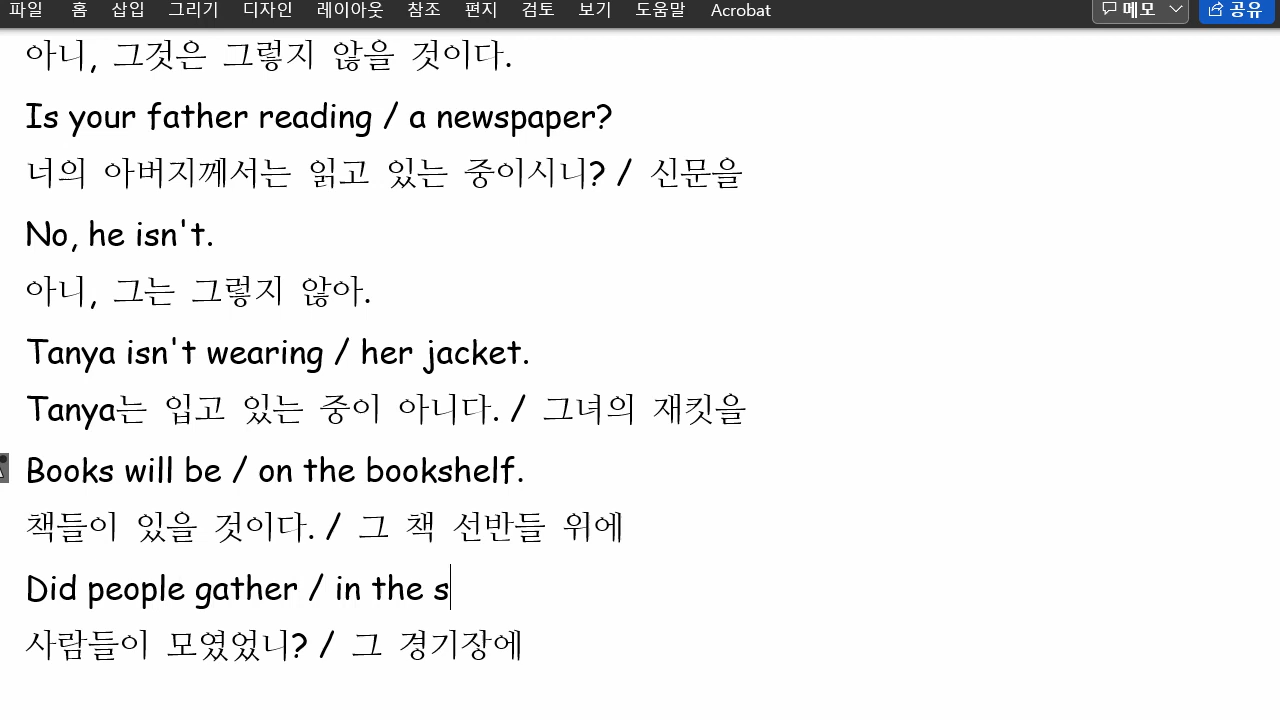 파일 홈 삽입 그리기 디자인 레이아웃 참조 편지 검토 보기 도움말 Acrobat 메모 공유
아니, 그것은 그렇지 않을 것이다.
Is your father reading / a newspaper?
너의 아버지께서는 읽고 있는 중이시니? / 신문을
No, he isn't.
아니, 그는 그렇지 않아.
Tanya isn't wearing / her jacket.
Tanya는 입고 있는 중이 아니다. / 그녀의 재킷을
Books will be / on the bookshelf.
책들이 있을 것이다. / 그 책 선반들 위에
Did people gather / in the s
사람들이 모였었니? / 그 경기장에